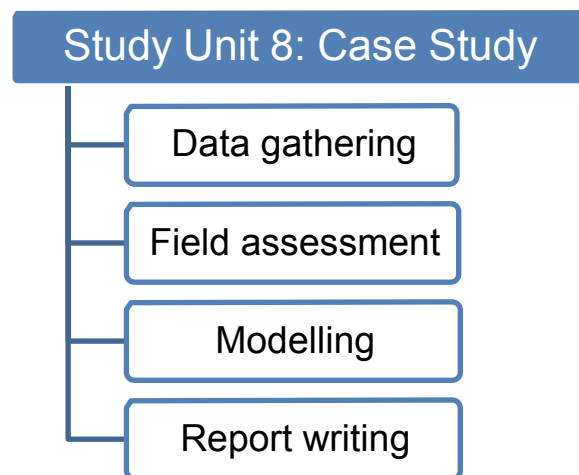 Study Unit 8: Case Study
Data gathering
Field assessment
Modelling
Report writing